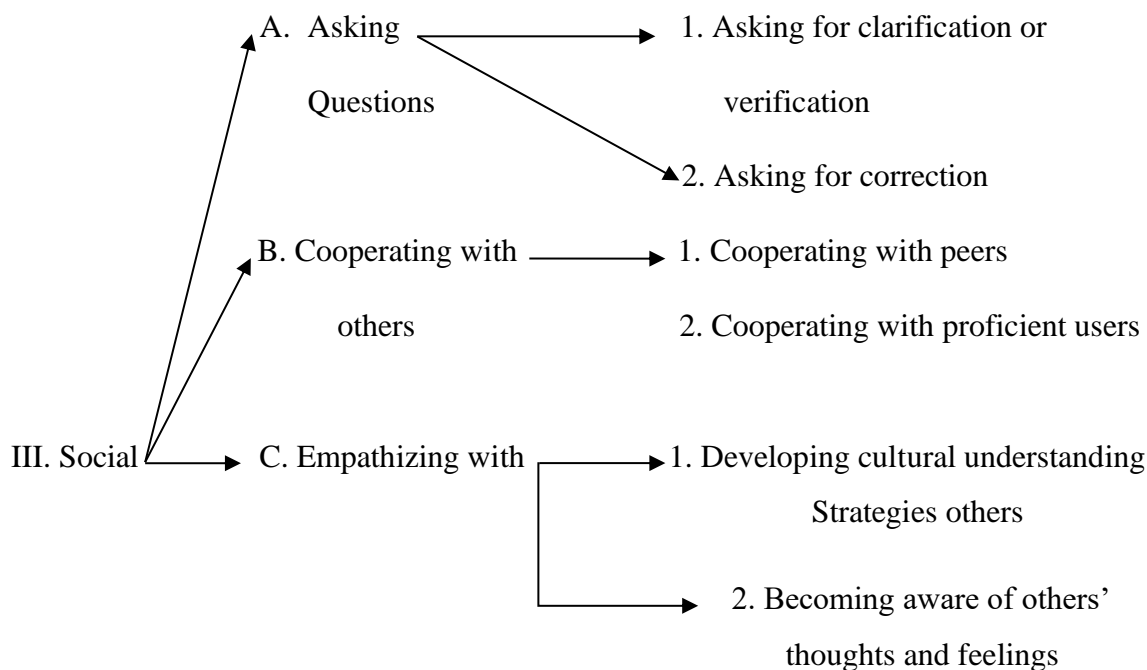 A. Asking
Questions
1. Asking for clarification or
verification
2. Asking for correction
B. Cooperating with
others
1. Cooperating with peers
2. Cooperating with proficient users
III. Social
C. Empathizing with
1. Developing cultural understanding
Strategies others
2. Becoming aware of others’
thoughts and feelings